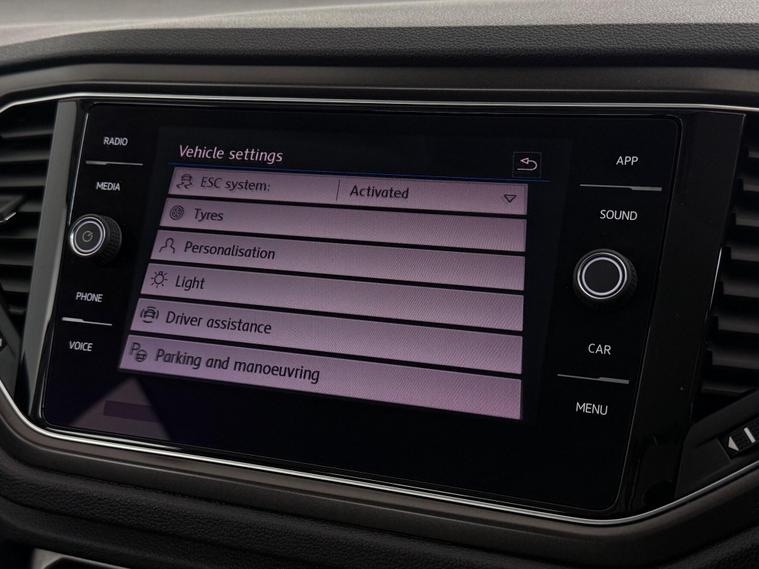 RADIO
MEDIA
PHONE
VOICE
Vehicle settings
ESC system: Activated
Tyres
Personalisation
Light
Driver assistance
Parking and manoeuvring
APP
SOUND
CAR
MENU